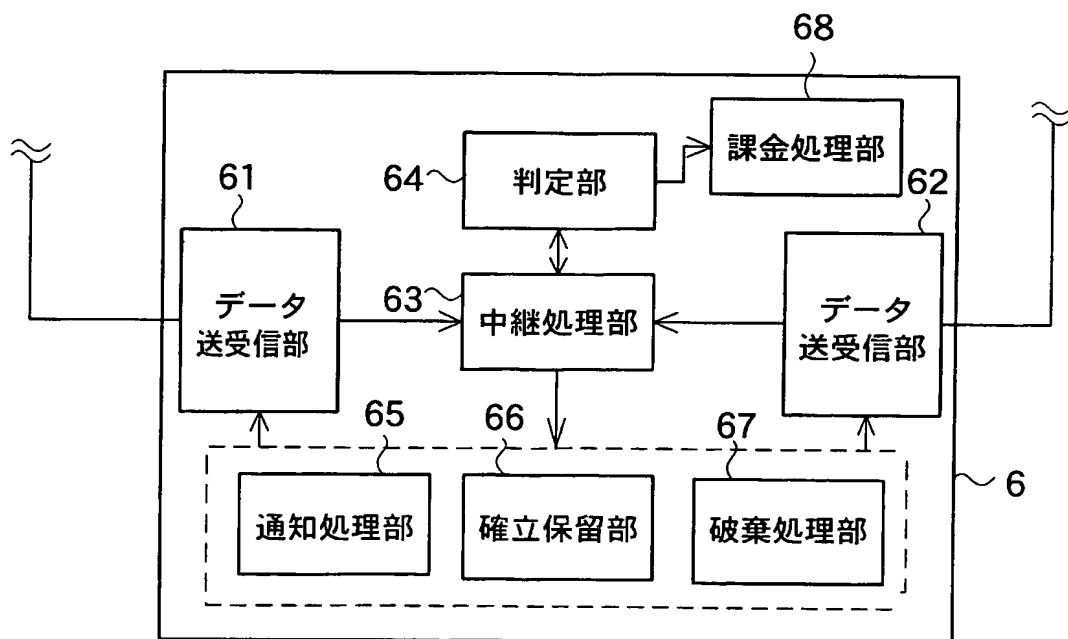 68
課金処理部
64
判定部
61
62
データ
送受信部
63
中継処理部
データ
送受信部
65
66
67
6
通知処理部
確立保留部
破棄処理部